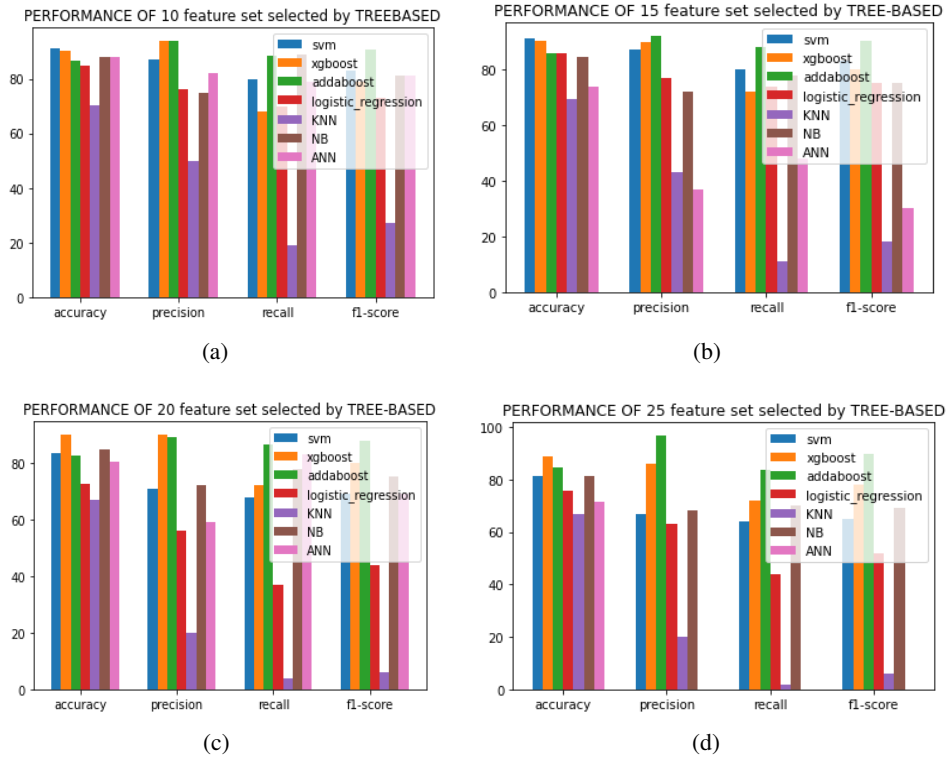 PERFORMANCE OF 10 feature set selected by TREEBASED
80
60
40
20
0
svm
xgboost
addaboost
logistic_regression
KNN
NB
ANN
accuracy precision recall f1-score
(a)
PERFORMANCE OF 15 feature set selected by TREE-BASED
80
60
40
20
0
svm
xgboost
addaboost
logistic_regression
KNN
NB
ANN
accuracy precision recall f1-score
(b)
PERFORMANCE OF 20 feature set selected by TREE-BASED
80
60
40
20
0
svm
xgboost
addaboost
logistic_regression
KNN
NB
ANN
accuracy precision recall f1-score
(c)
PERFORMANCE OF 25 feature set selected by TREE-BASED
100
80
60
40
20
0
svm
xgboost
addaboost
logistic_regression
KNN
NB
ANN
accuracy precision recall f1-score
(d)